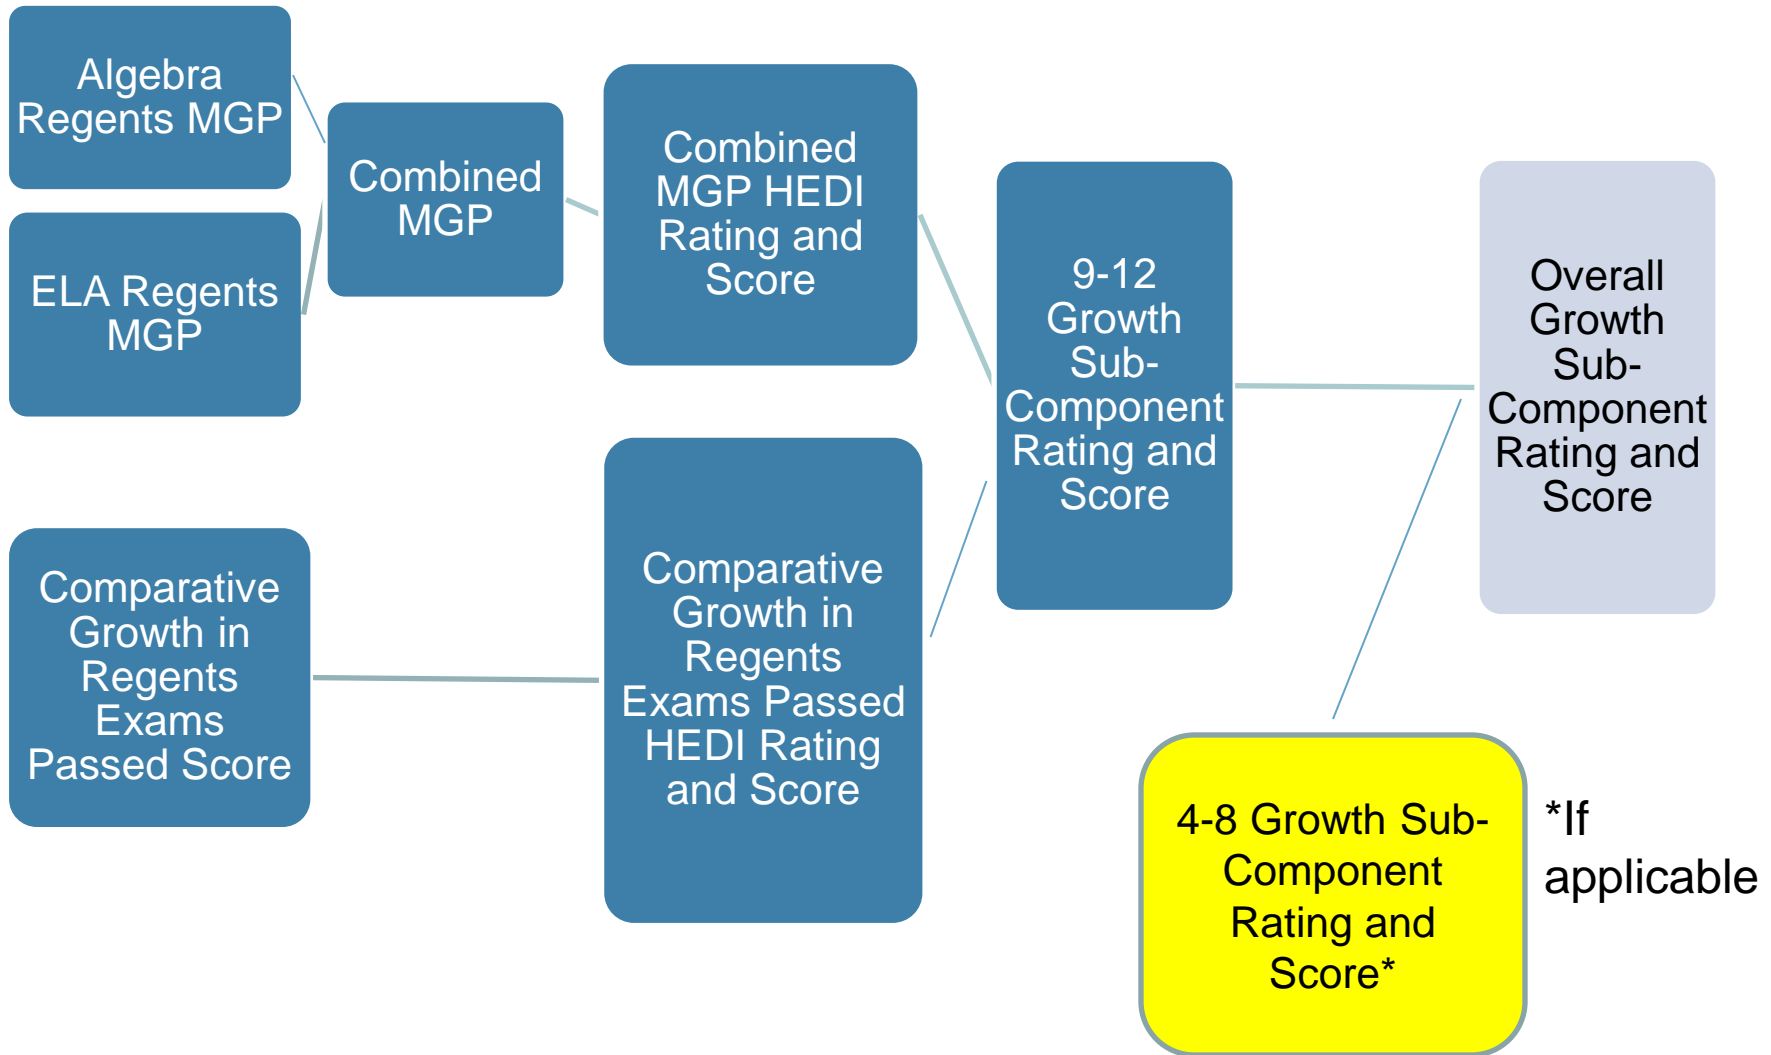 Algebra
Regents MGP
ELA Regents
MGP
Combined
MGP
Combined
MGP HEDI
Rating and
Score
Comparative
Growth in
Regents
Exams
Passed Score
Comparative
Growth in
Regents
Exams Passed
HEDI Rating
and Score
9-12
Growth
Sub-
Component
Rating and
Score
Overall
Growth
Sub-
Component
Rating and
Score
4-8 Growth Sub-
Component
Rating and
Score*
*If
applicable